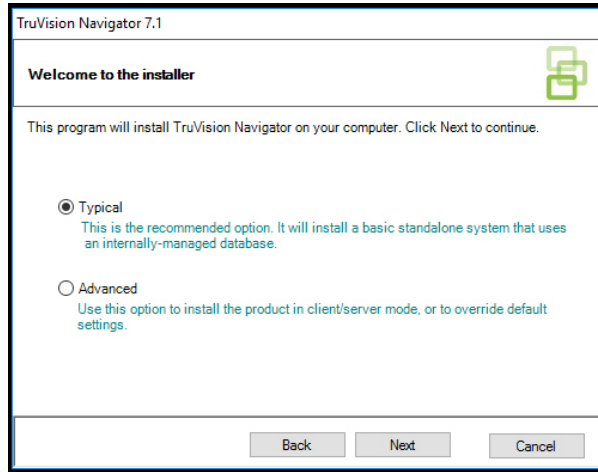 TruVision Navigator 7.1
Welcome to the installer
This program will install TruVision Navigator on your computer. Click Next to continue.
Typical
This is the recommended option. It will install a basic standalone system that uses
an internally-managed database.
Advanced
Use this option to install the product in client/server mode, or to override default
settings.
Back Next Cancel